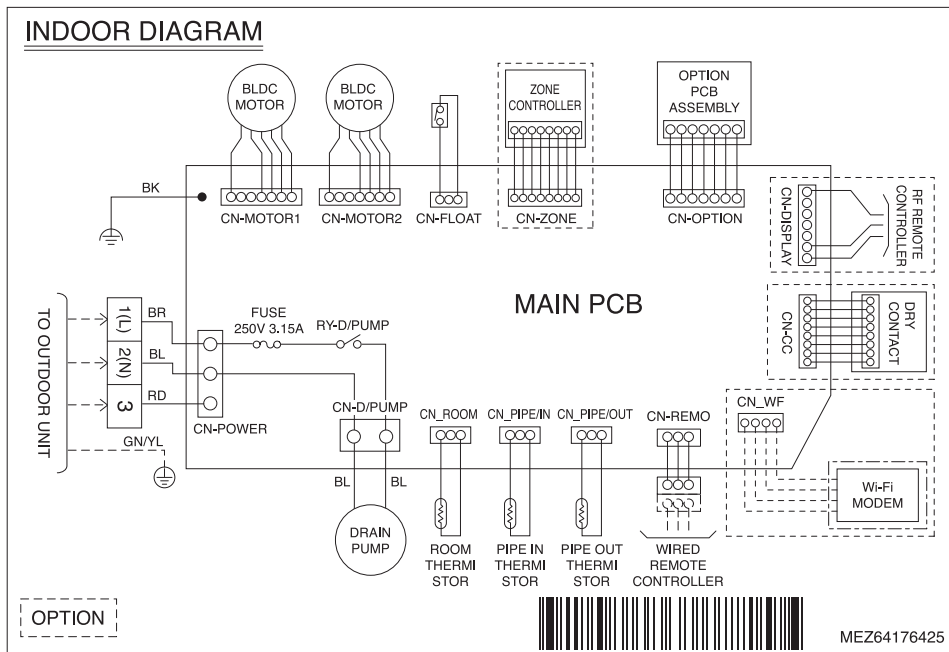 INDOOR DIAGRAM
BLDC
MOTOR
BLDC
MOTOR
ZONE
CONTROLLER
OPTION
PCB
ASSEMBLY
BK
CN-MOTOR1
CN-MOTOR2
CN-FLOAT
CN-ZONE
CN-OPTION
CN-DISPLAY
RF REMOTE
CONTROLLER
MAIN PCB
TO OUTDOOR UNIT
1(L)
2(N)
3
BR
BL
RD
GN/YL
CN-POWER
FUSE
250V 3.15A
RY-D/PUMP
CN-CC
DRY
CONTACT
CN-D/PUMP
CN_ROOM
CN_PIPE/IN
CN_PIPE/OUT
CN-REMO
CN_WF
BL
BL
DRAIN
PUMP
ROOM
THERMI
STOR
PIPE IN
THERMI
STOR
PIPE OUT
THERMI
STOR
WIRED
REMOTE
CONTROLLER
Wi-Fi
MODEM
OPTION
MEZ64176425